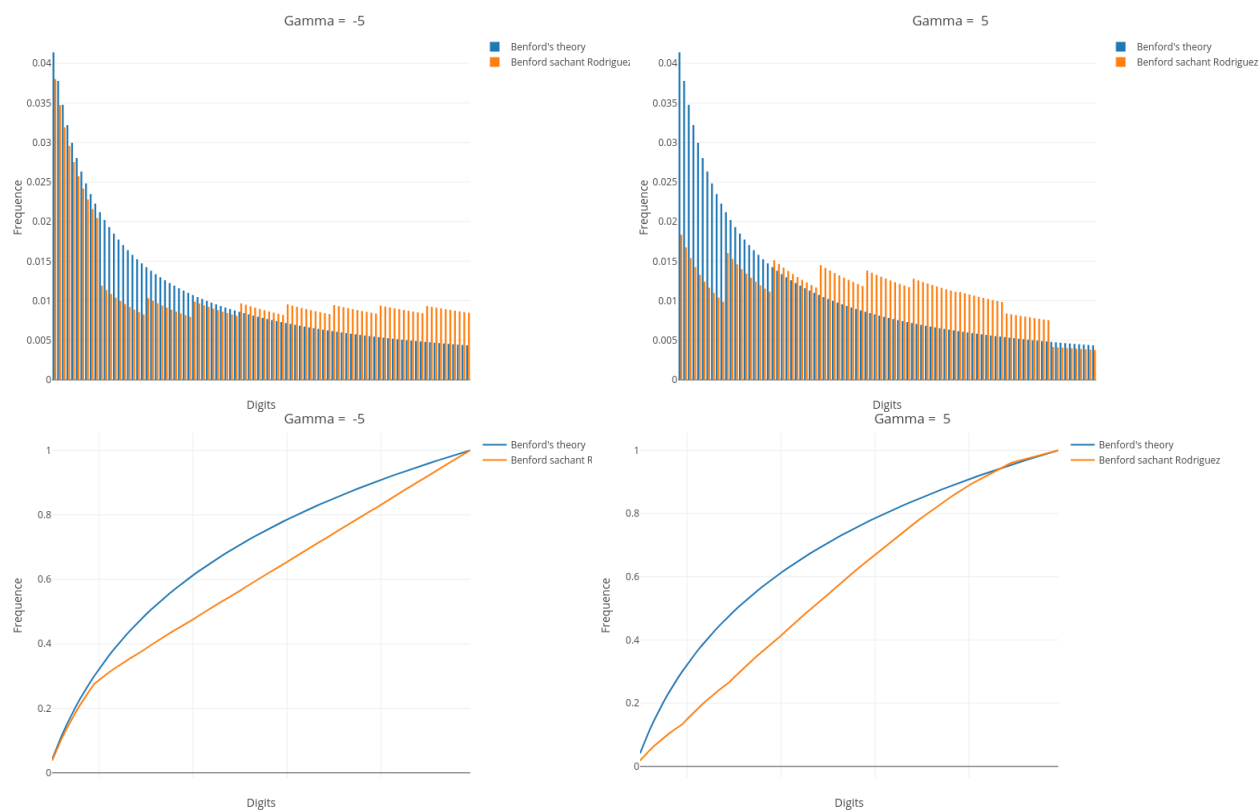 Gamma = -5
Benford's theory
Benford sachant Rodriguez
0.04
0.035
0.03
0.025
0.02
0.015
0.01
0.005
0
Frequence
Digits
Gamma = 5
Benford's theory
Benford sachant Rodriguez
0.04
0.035
0.03
0.025
0.02
0.015
0.01
0.005
0
Frequence
Digits
Gamma = -5
Benford's theory
Benford sachant R
1
0.8
0.6
0.4
0.2
0
Frequence
Digits
Gamma = 5
Benford's theory
Benford sachant Rodriguez
1
0.8
0.6
0.4
0.2
0
Frequence
Digits